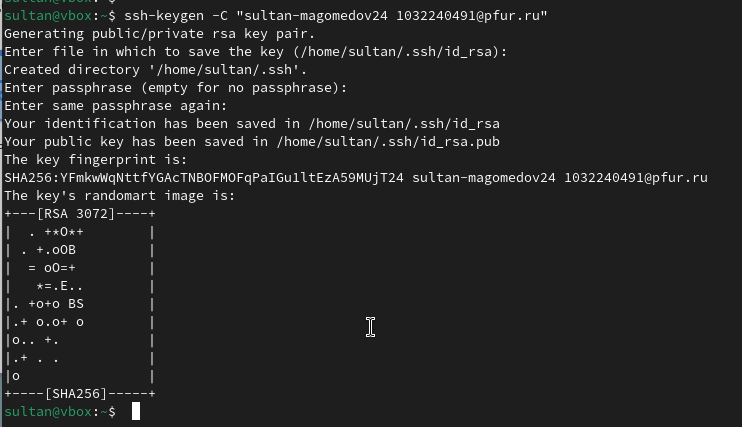 sultan@vbox:~$ ssh-keygen -C "sultan-magomedov24 1032240491@pfur.ru"
Generating public/private rsa key pair.
Enter file in which to save the key (/home/sultan/.ssh/id_rsa):
Created directory '/home/sultan/.ssh'.
Enter passphrase (empty for no passphrase):
Enter same passphrase again:
Your identification has been saved in /home/sultan/.ssh/id_rsa
Your public key has been saved in /home/sultan/.ssh/id_rsa.pub
The key fingerprint is:
SHA256:YFmkwWqNttfYGAcTNBOFMOFqPaIGu1ltEzA59MUjT24 sultan-magomedov24 1032240491@pfur.ru
The key's randomart image is:
+---[RSA 3072]----+
|  . +*O*+        |
| . +.oOB         |
|  = oO=+         |
|   *=.E..        |
|. +o+o BS        |
|.+ o.o+ o        |
|o.. +.           |
|.+ . .           |
|o                |
+----[SHA256]-----+
sultan@vbox:~$